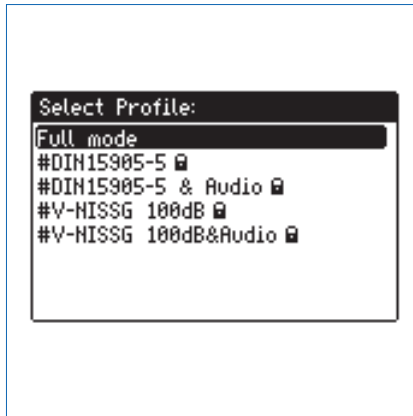 Select Profile:
Full mode
#DIN15905-5
#DIN15905-5 & Audio
#V-NISSG 100dB
#V-NISSG 100dB&Audio